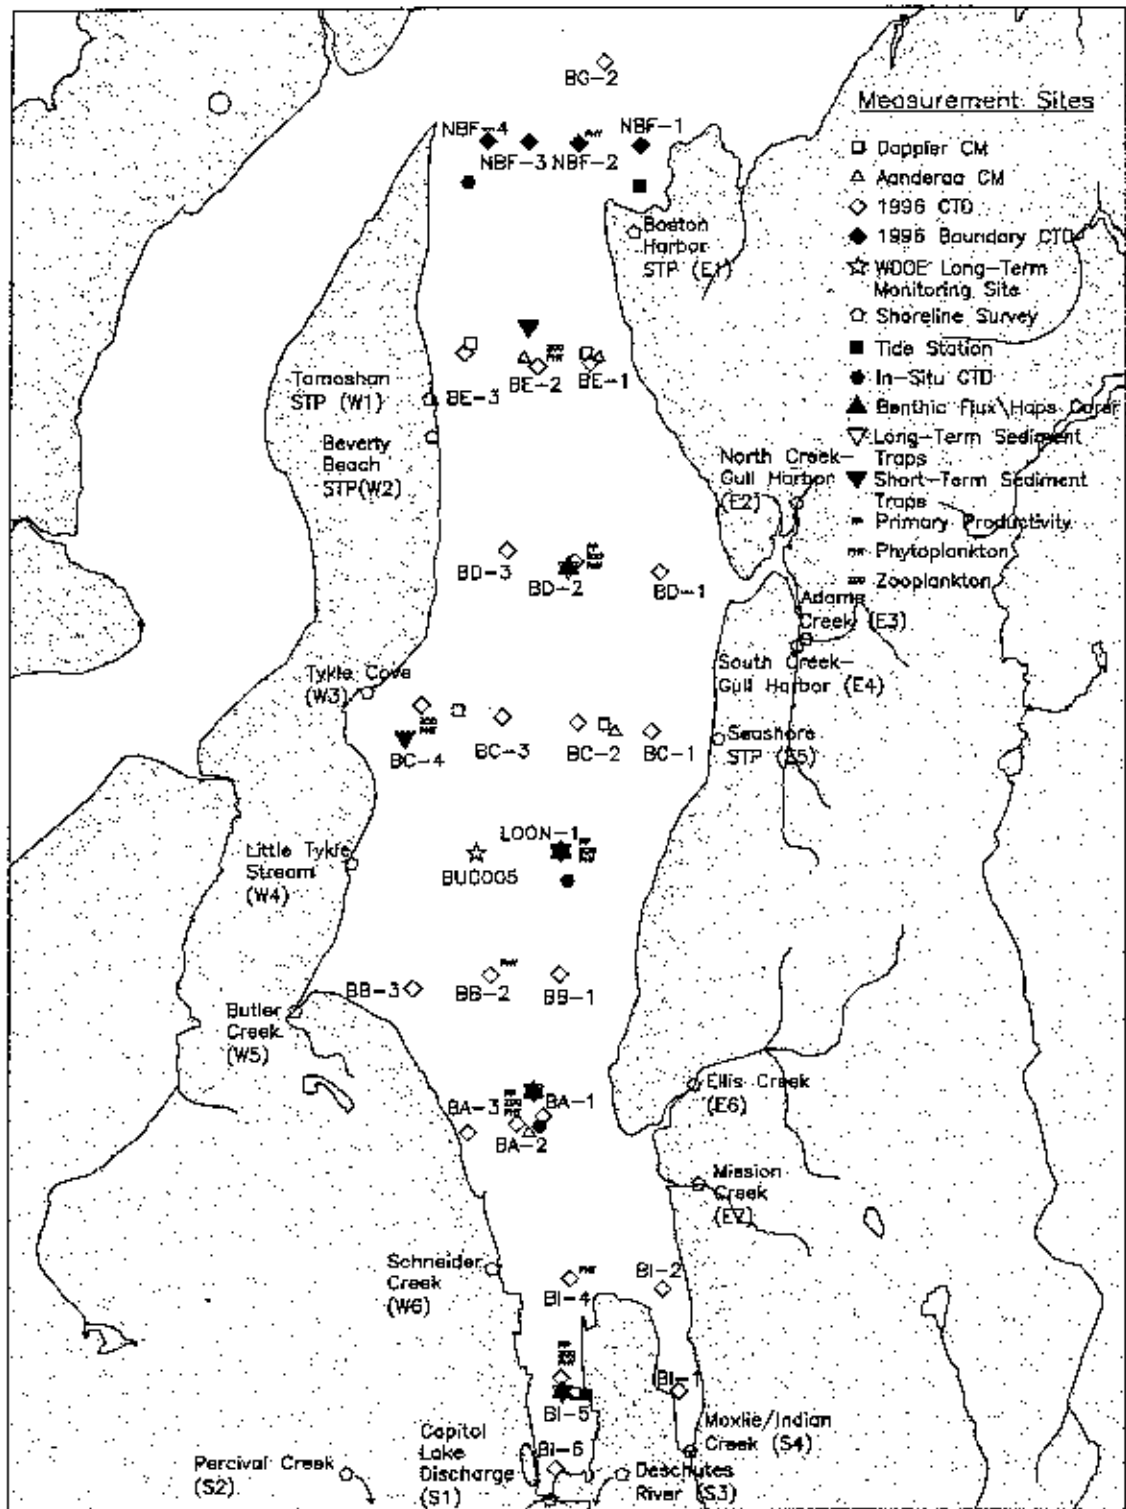 BG-2
Measurement Sites
NBF-4
NBF-3
NBF-2
NBF-1
Doppler CM
Aanderaa CM
1996 CTD
1996 Boundary CTD
WDOE Long-Term
Monitoring Site
Shoreline Survey
Tide Station
In-Situ CTD
Benthic Flux\Haps Corer
Long-Term Sediment
Traps
Short-Term Sediment
Traps
Primary Productivity
Phytoplankton
Zooplankton
Boston
Harbor
STP (E1)
Tamoshan
STP (W1)
BE-3
BE-2
BE-1
Beverty
Beach
STP(W2)
North Creek-
Gull Harbor
(E2)
BD-3
BD-2
BD-1
Adams
Creek (E3)
South Creek-
Gull Harbor (E4)
Tykle Cove
(W3)
BC-4
BC-3
BC-2
BC-1
Seashore
STP (E5)
LOON-1
BUD005
Little Tykle
Stream
(W4)
BB-3
BB-2
BB-1
Butler
Creek
(W5)
Ellis Creek
(E6)
BA-3
BA-1
BA-2
Mission
Creek
(E7)
Schneider
Creek
(W6)
BI-4
BI-2
BI-1
BI-5
BI-6
Capitol
Lake
Discharge
(S1)
Moxlie/Indian
Creek (S4)
Percival Creek
(S2)
Deschutes
River (S3)